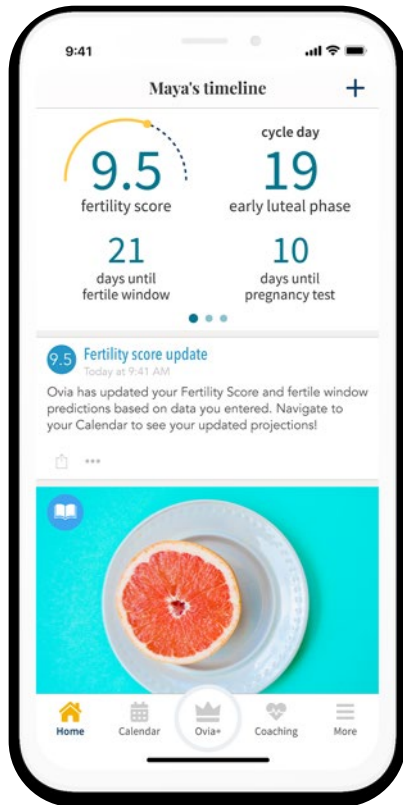 9:41
Maya's timeline
+
9.5
fertility score
cycle day
19
early luteal phase
21
days until
fertile window
10
days until
pregnancy test
9.5
Fertility score update
Today at 9:41 AM
Ovia has updated your Fertility Score and fertile window
predictions based on data you entered. Navigate to
your Calendar to see your updated projections!
Home
Calendar
Ovia+
Coaching
More